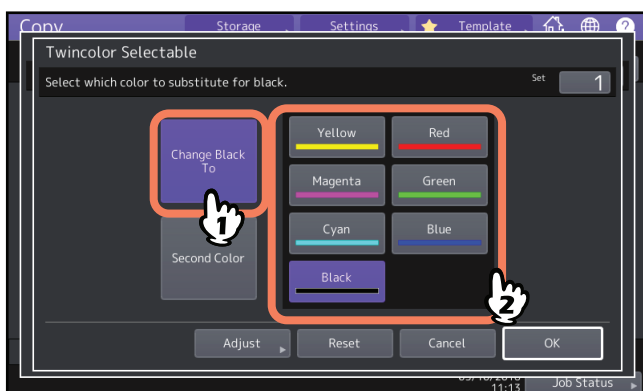 Copy Storage Settings Template ?
Twincolor Selectable
Select which color to substitute for black.
Set 1
Change Black
To
1
Second Color
Yellow Red
Magenta Green
Cyan Blue
Black
2
Adjust Reset Cancel OK
11:13 Job Status